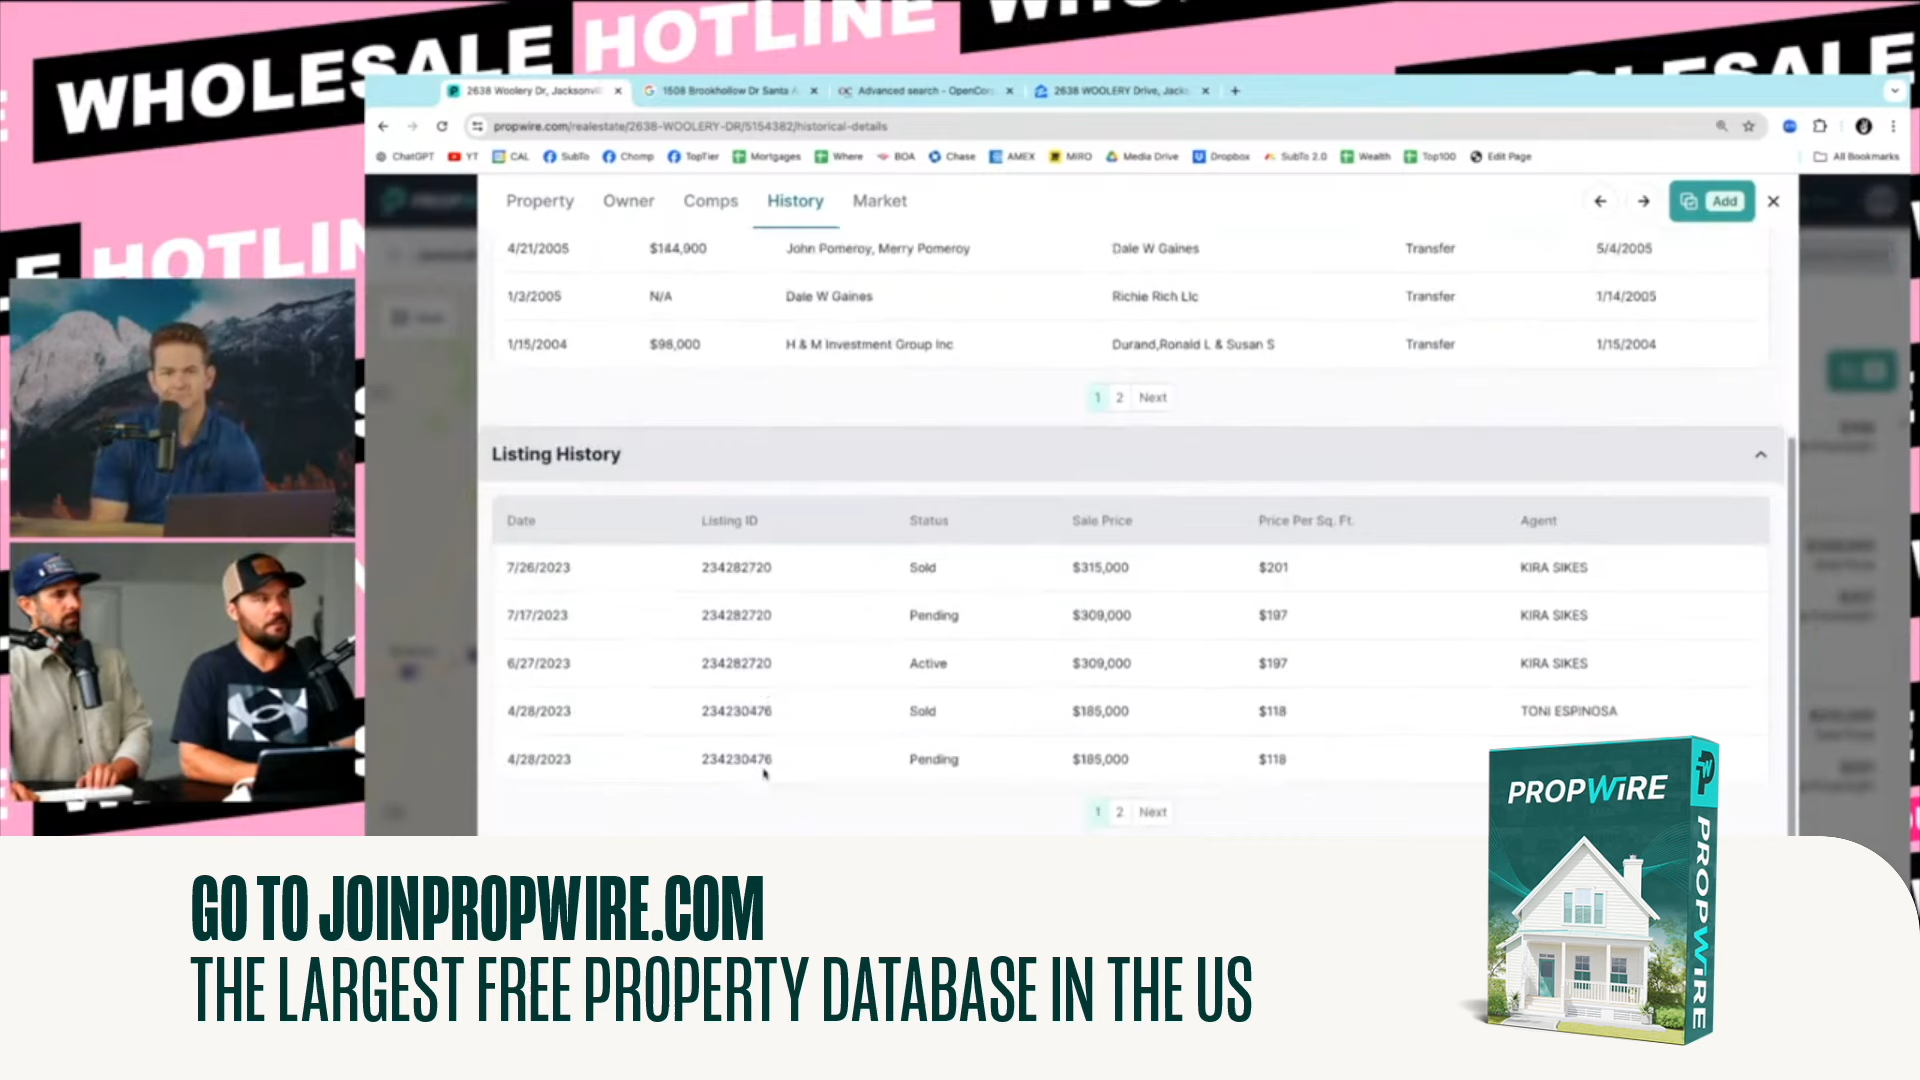 WHOLESALE HOTLINE
HOTLIN
2638 Woolery Dr, Jacksonvil
1508 Brookhollow Dr Santa A
Advanced search - OpenCor
2638 WOOLERY Drive, Jacks
propwire.com/realestate/2638-WOOLERY-DR/5154382/historical-details
ChatGPT YT CAL SubTo Chomp TopTier Mortgages Where BOA Chase AMEX MIRO Media Drive Dropbox SubTo 2.0 Wealth Top100 Edit Page All Bookmarks
Property Owner Comps History Market Add
4/21/2005 $144,900 John Pomeroy, Merry Pomeroy Dale W Gaines Transfer 5/4/2005
1/3/2005 N/A Dale W Gaines Richie Rich Llc Transfer 1/14/2005
1/15/2004 $98,000 H & M Investment Group Inc Durand,Ronald L & Susan S Transfer 1/15/2004
1 2 Next
Listing History
Date Listing ID Status Sale Price Price Per Sq. Ft. Agent
7/26/2023 234282720 Sold $315,000 $201 KIRA SIKES
7/17/2023 234282720 Pending $309,000 $197 KIRA SIKES
6/27/2023 234282720 Active $309,000 $197 KIRA SIKES
4/28/2023 234230476 Sold $185,000 $118 TONI ESPINOSA
4/28/2023 234230476 Pending $185,000 $118
1 2 Next
PROPWIRE
PROPWIRE
GO TO JOINPROPWIRE.COM
THE LARGEST FREE PROPERTY DATABASE IN THE US